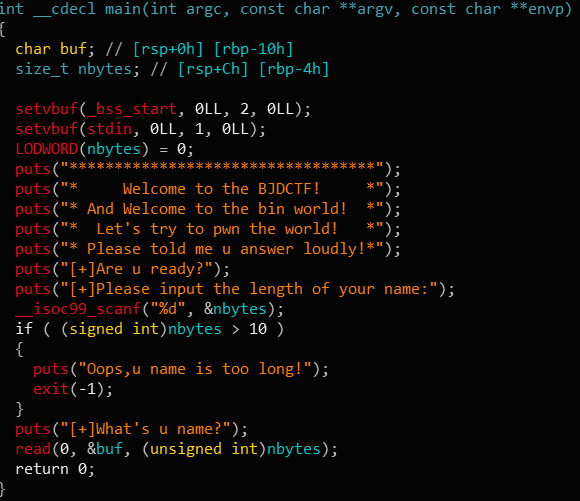 int __cdecl main(int argc, const char **argv, const char **envp)
{
  char buf; // [rsp+0h] [rbp-10h]
  size_t nbytes; // [rsp+Ch] [rbp-4h]

  setvbuf(_bss_start, 0LL, 2, 0LL);
  setvbuf(stdin, 0LL, 1, 0LL);
  LODWORD(nbytes) = 0;
  puts("**********************************");
  puts("*     Welcome to the BJDCTF!     *");
  puts("* And Welcome to the bin world!  *");
  puts("*  Let's try to pwn the world!   *");
  puts("* Please told me u answer loudly!*");
  puts("[+]Are u ready?");
  puts("[+]Please input the length of your name:");
  __isoc99_scanf("%d", &nbytes);
  if ( (signed int)nbytes > 10 )
  {
    puts("Oops,u name is too long!");
    exit(-1);
  }
  puts("[+]What's u name?");
  read(0, &buf, (unsigned int)nbytes);
  return 0;
}